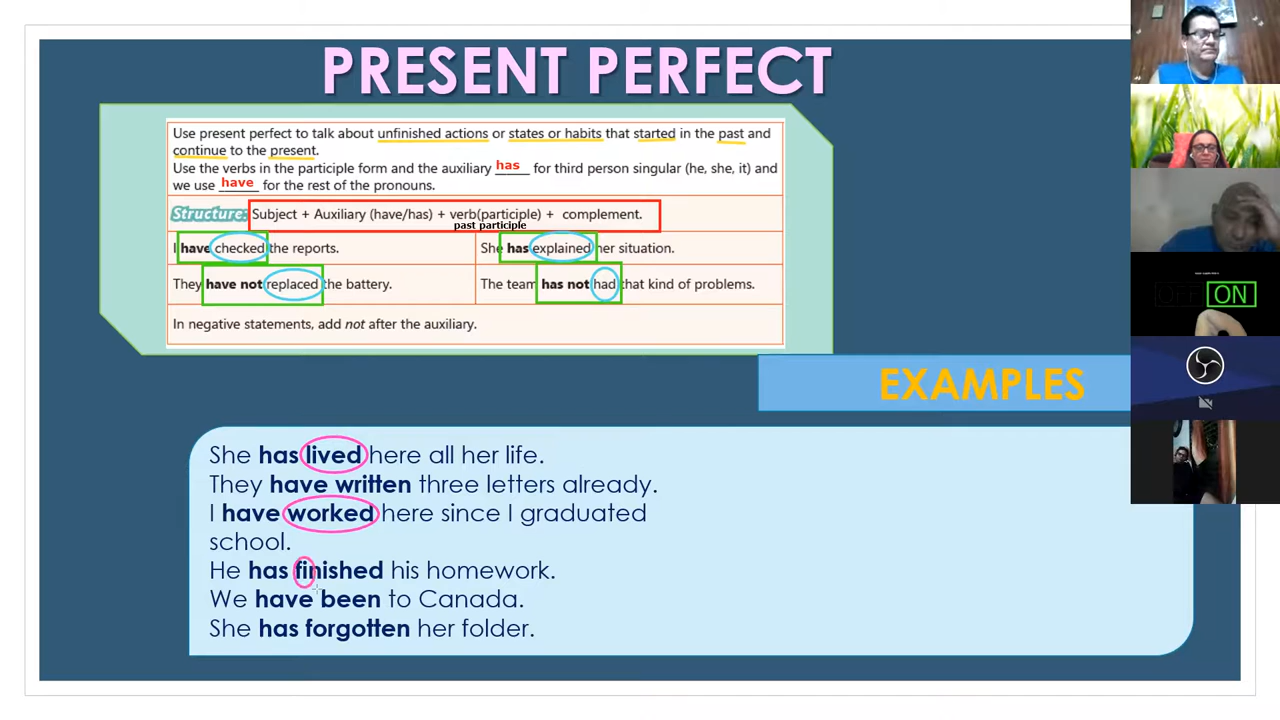 PRESENT PERFECT
Use present perfect to talk about unfinished actions or states or habits that started in the past and
continue to the present.
Use the verbs in the participle form and the auxiliary has for third person singular (he, she, it) and
we use have for the rest of the pronouns.
Structure: Subject + Auxiliary (have/has) + verb(participle) + complement.
past participle
I have checked the reports.
She has explained her situation.
They have not replaced the battery.
The team has not had that kind of problems.
In negative statements, add not after the auxiliary.
EXAMPLES
She has lived here all her life.
They have written three letters already.
I have worked here since I graduated
school.
He has finished his homework.
We have been to Canada.
She has forgotten her folder.
OFF ON